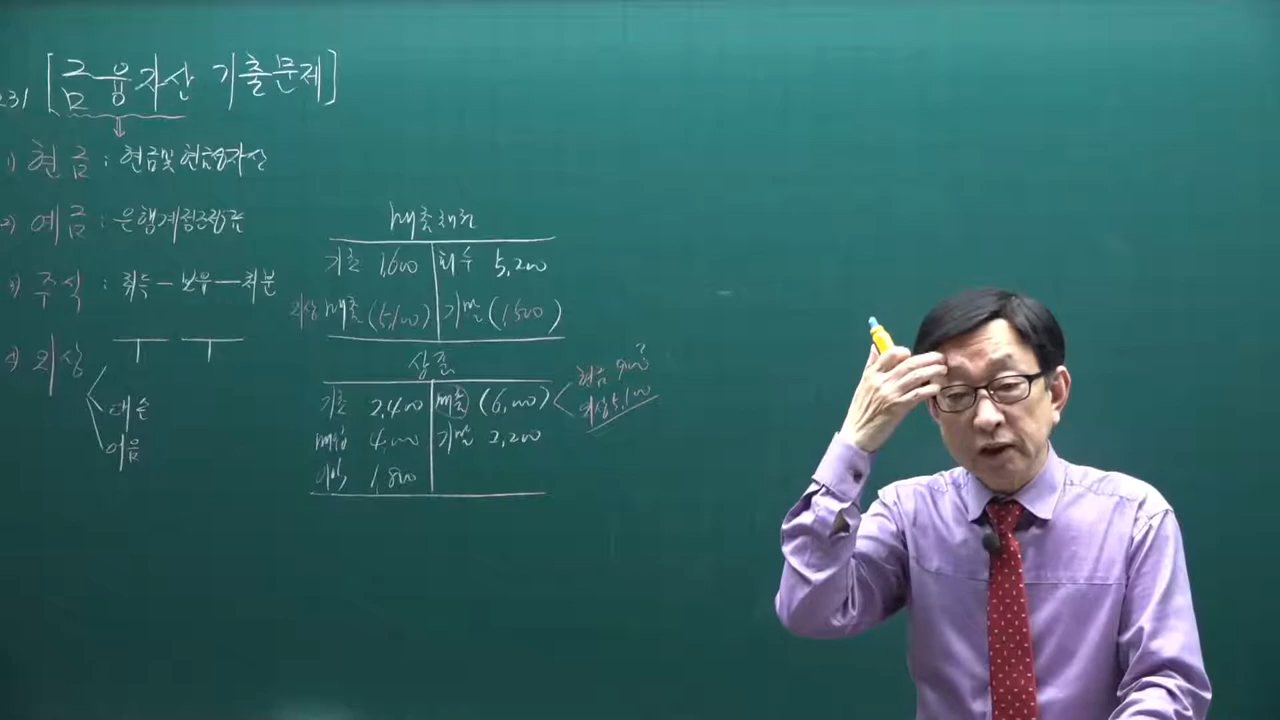 231 [금융자산 기출문제]
1) 현금 : 현금및현금성자산
2) 예금 : 은행계정조정표
3) 주식 : 취득 - 보유 - 처분
4) 외상
대손
어음
매출채권
기초 1,600 회수 5,200
외상매출 (5,100) 기말 (1,500)
상품
기초 2,400 매출 (6,000)
매입 4,000 기말 2,200
이익 1,800
현금 900?
외상 5,100